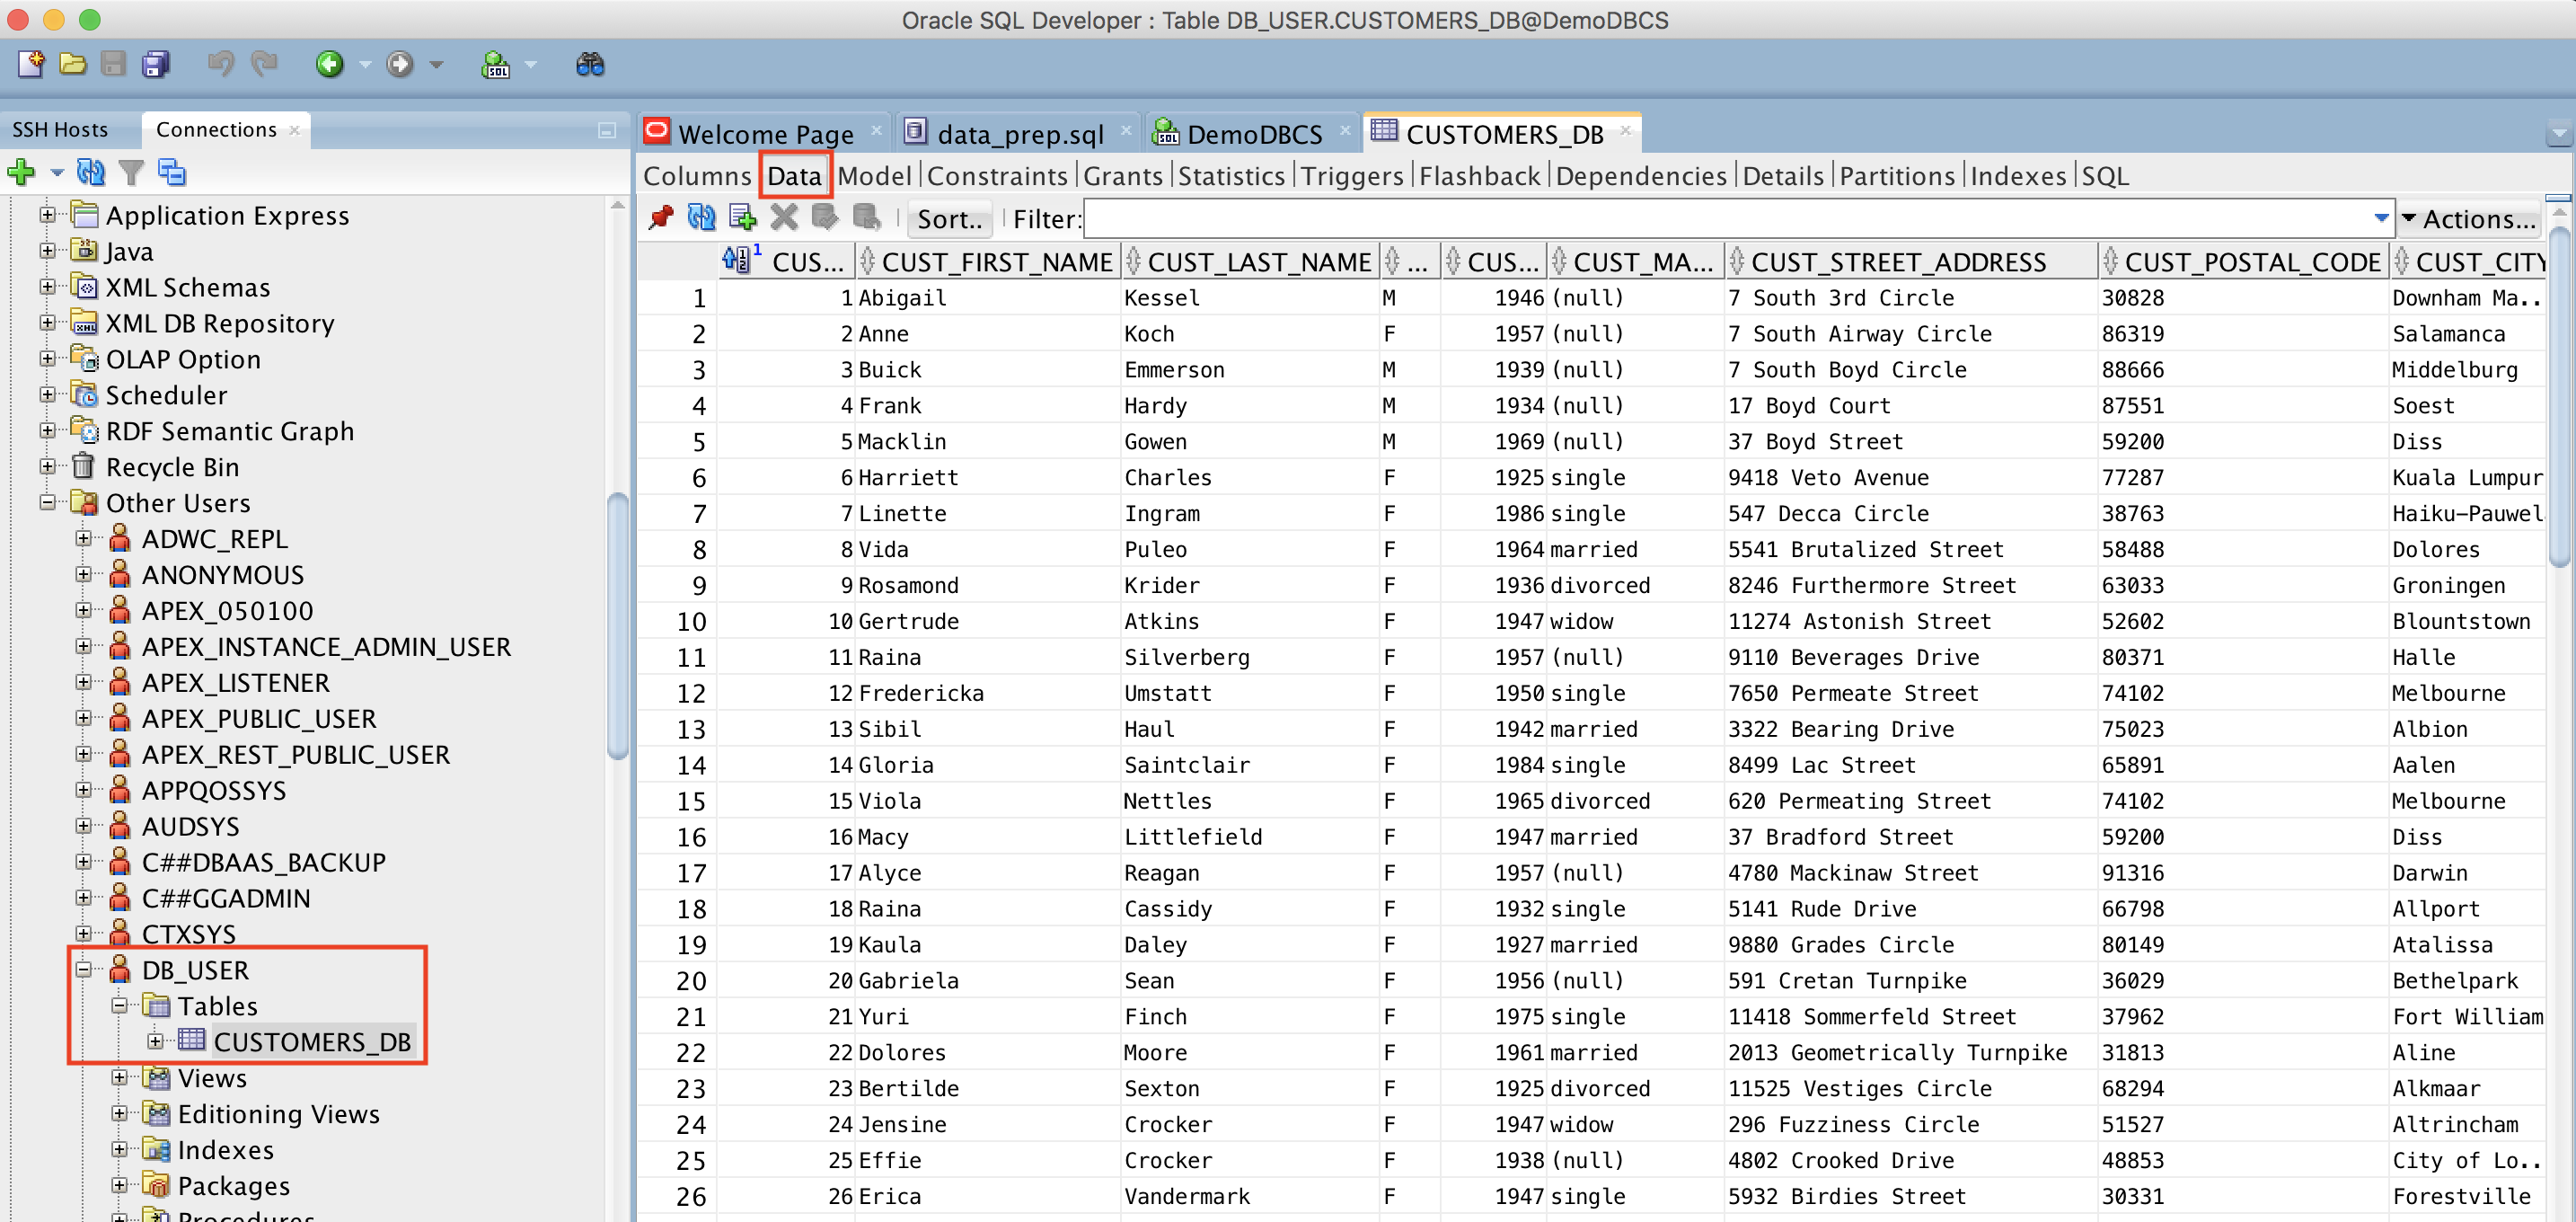 Oracle SQL Developer : Table DB_USER.CUSTOMERS_DB@DemoDBCS
SSH Hosts Connections
Application Express
Java
XML Schemas
XML DB Repository
OLAP Option
Scheduler
RDF Semantic Graph
Recycle Bin
Other Users
ADWC_REPL
ANONYMOUS
APEX_050100
APEX_INSTANCE_ADMIN_USER
APEX_LISTENER
APEX_PUBLIC_USER
APEX_REST_PUBLIC_USER
APPQOSSYS
AUDSYS
C##DBAAS_BACKUP
C##GGADMIN
CTXSYS
DB_USER
Tables
CUSTOMERS_DB
Views
Editioning Views
Indexes
Packages
Procedures
Welcome Page data_prep.sql DemoDBCS CUSTOMERS_DB
Columns Data Model Constraints Grants Statistics Triggers Flashback Dependencies Details Partitions Indexes SQL
Sort.. Filter: Actions...
1 CUS... CUST_FIRST_NAME CUST_LAST_NAME ... CUS... CUST_MA... CUST_STREET_ADDRESS CUST_POSTAL_CODE CUST_CITY
1 1 Abigail Kessel M 1946 (null) 7 South 3rd Circle 30828 Downham Ma...
2 2 Anne Koch F 1957 (null) 7 South Airway Circle 86319 Salamanca
3 3 Buick Emmerson M 1939 (null) 7 South Boyd Circle 88666 Middelburg
4 4 Frank Hardy M 1934 (null) 17 Boyd Court 87551 Soest
5 5 Macklin Gowen M 1969 (null) 37 Boyd Street 59200 Diss
6 6 Harriett Charles F 1925 single 9418 Veto Avenue 77287 Kuala Lumpur
7 7 Linette Ingram F 1986 single 547 Decca Circle 38763 Haiku-Pauwel
8 8 Vida Puleo F 1964 married 5541 Brutalized Street 58488 Dolores
9 9 Rosamond Krider F 1936 divorced 8246 Furthermore Street 63033 Groningen
10 10 Gertrude Atkins F 1947 widow 11274 Astonish Street 52602 Blountstown
11 11 Raina Silverberg F 1957 (null) 9110 Beverages Drive 80371 Halle
12 12 Fredericka Umstatt F 1950 single 7650 Permeate Street 74102 Melbourne
13 13 Sibil Haul F 1942 married 3322 Bearing Drive 75023 Albion
14 14 Gloria Saintclair F 1984 single 8499 Lac Street 65891 Aalen
15 15 Viola Nettles F 1965 divorced 620 Permeating Street 74102 Melbourne
16 16 Macy Littlefield F 1947 married 37 Bradford Street 59200 Diss
17 17 Alyce Reagan F 1957 (null) 4780 Mackinaw Street 91316 Darwin
18 18 Raina Cassidy F 1932 single 5141 Rude Drive 66798 Allport
19 19 Kaula Daley F 1927 married 9880 Grades Circle 80149 Atalissa
20 20 Gabriela Sean F 1956 (null) 591 Cretan Turnpike 36029 Bethelpark
21 21 Yuri Finch F 1975 single 11418 Sommerfeld Street 37962 Fort William
22 22 Dolores Moore F 1961 married 2013 Geometrically Turnpike 31813 Aline
23 23 Bertilde Sexton F 1925 divorced 11525 Vestiges Circle 68294 Alkmaar
24 24 Jensine Crocker F 1947 widow 296 Fuzziness Circle 51527 Altrincham
25 25 Effie Crocker F 1938 (null) 4802 Crooked Drive 48853 City of Lo...
26 26 Erica Vandermark F 1947 single 5932 Birdies Street 30331 Forestville